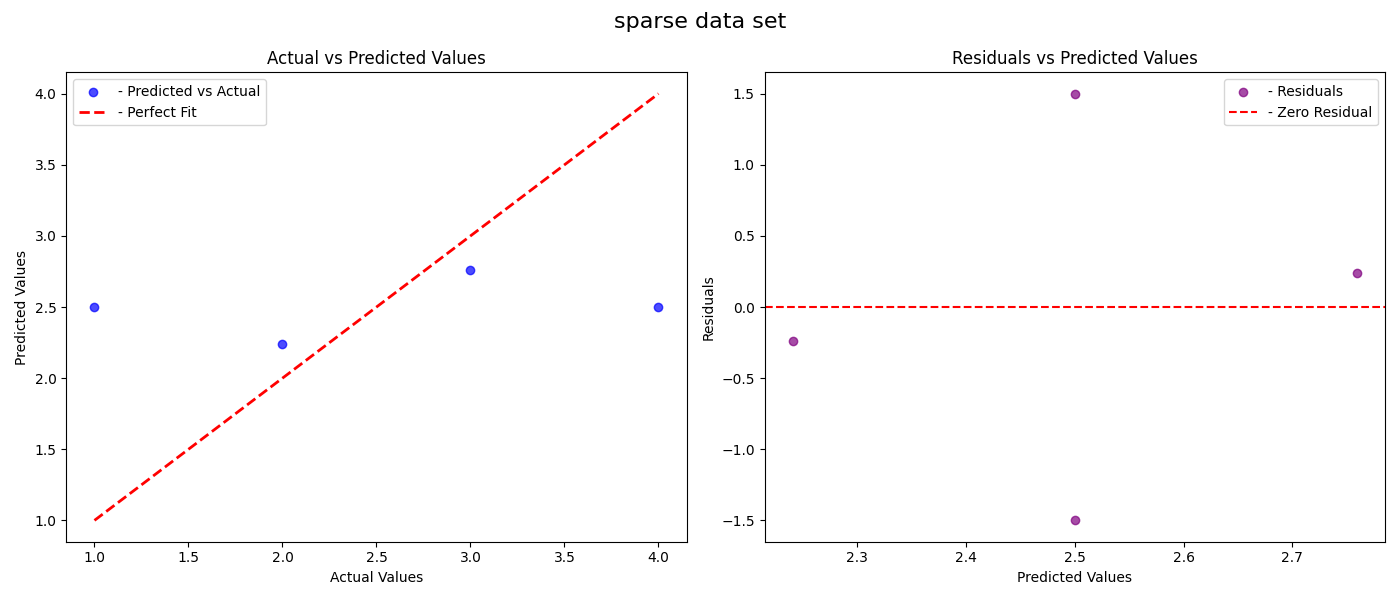 sparse data set
Actual vs Predicted Values
- Predicted vs Actual
- Perfect Fit
4.0
3.5
3.0
2.5
2.0
1.5
1.0
Predicted Values
1.0 1.5 2.0 2.5 3.0 3.5 4.0
Actual Values
Residuals vs Predicted Values
- Residuals
- Zero Residual
1.5
1.0
0.5
0.0
−0.5
−1.0
−1.5
Residuals
2.3 2.4 2.5 2.6 2.7
Predicted Values